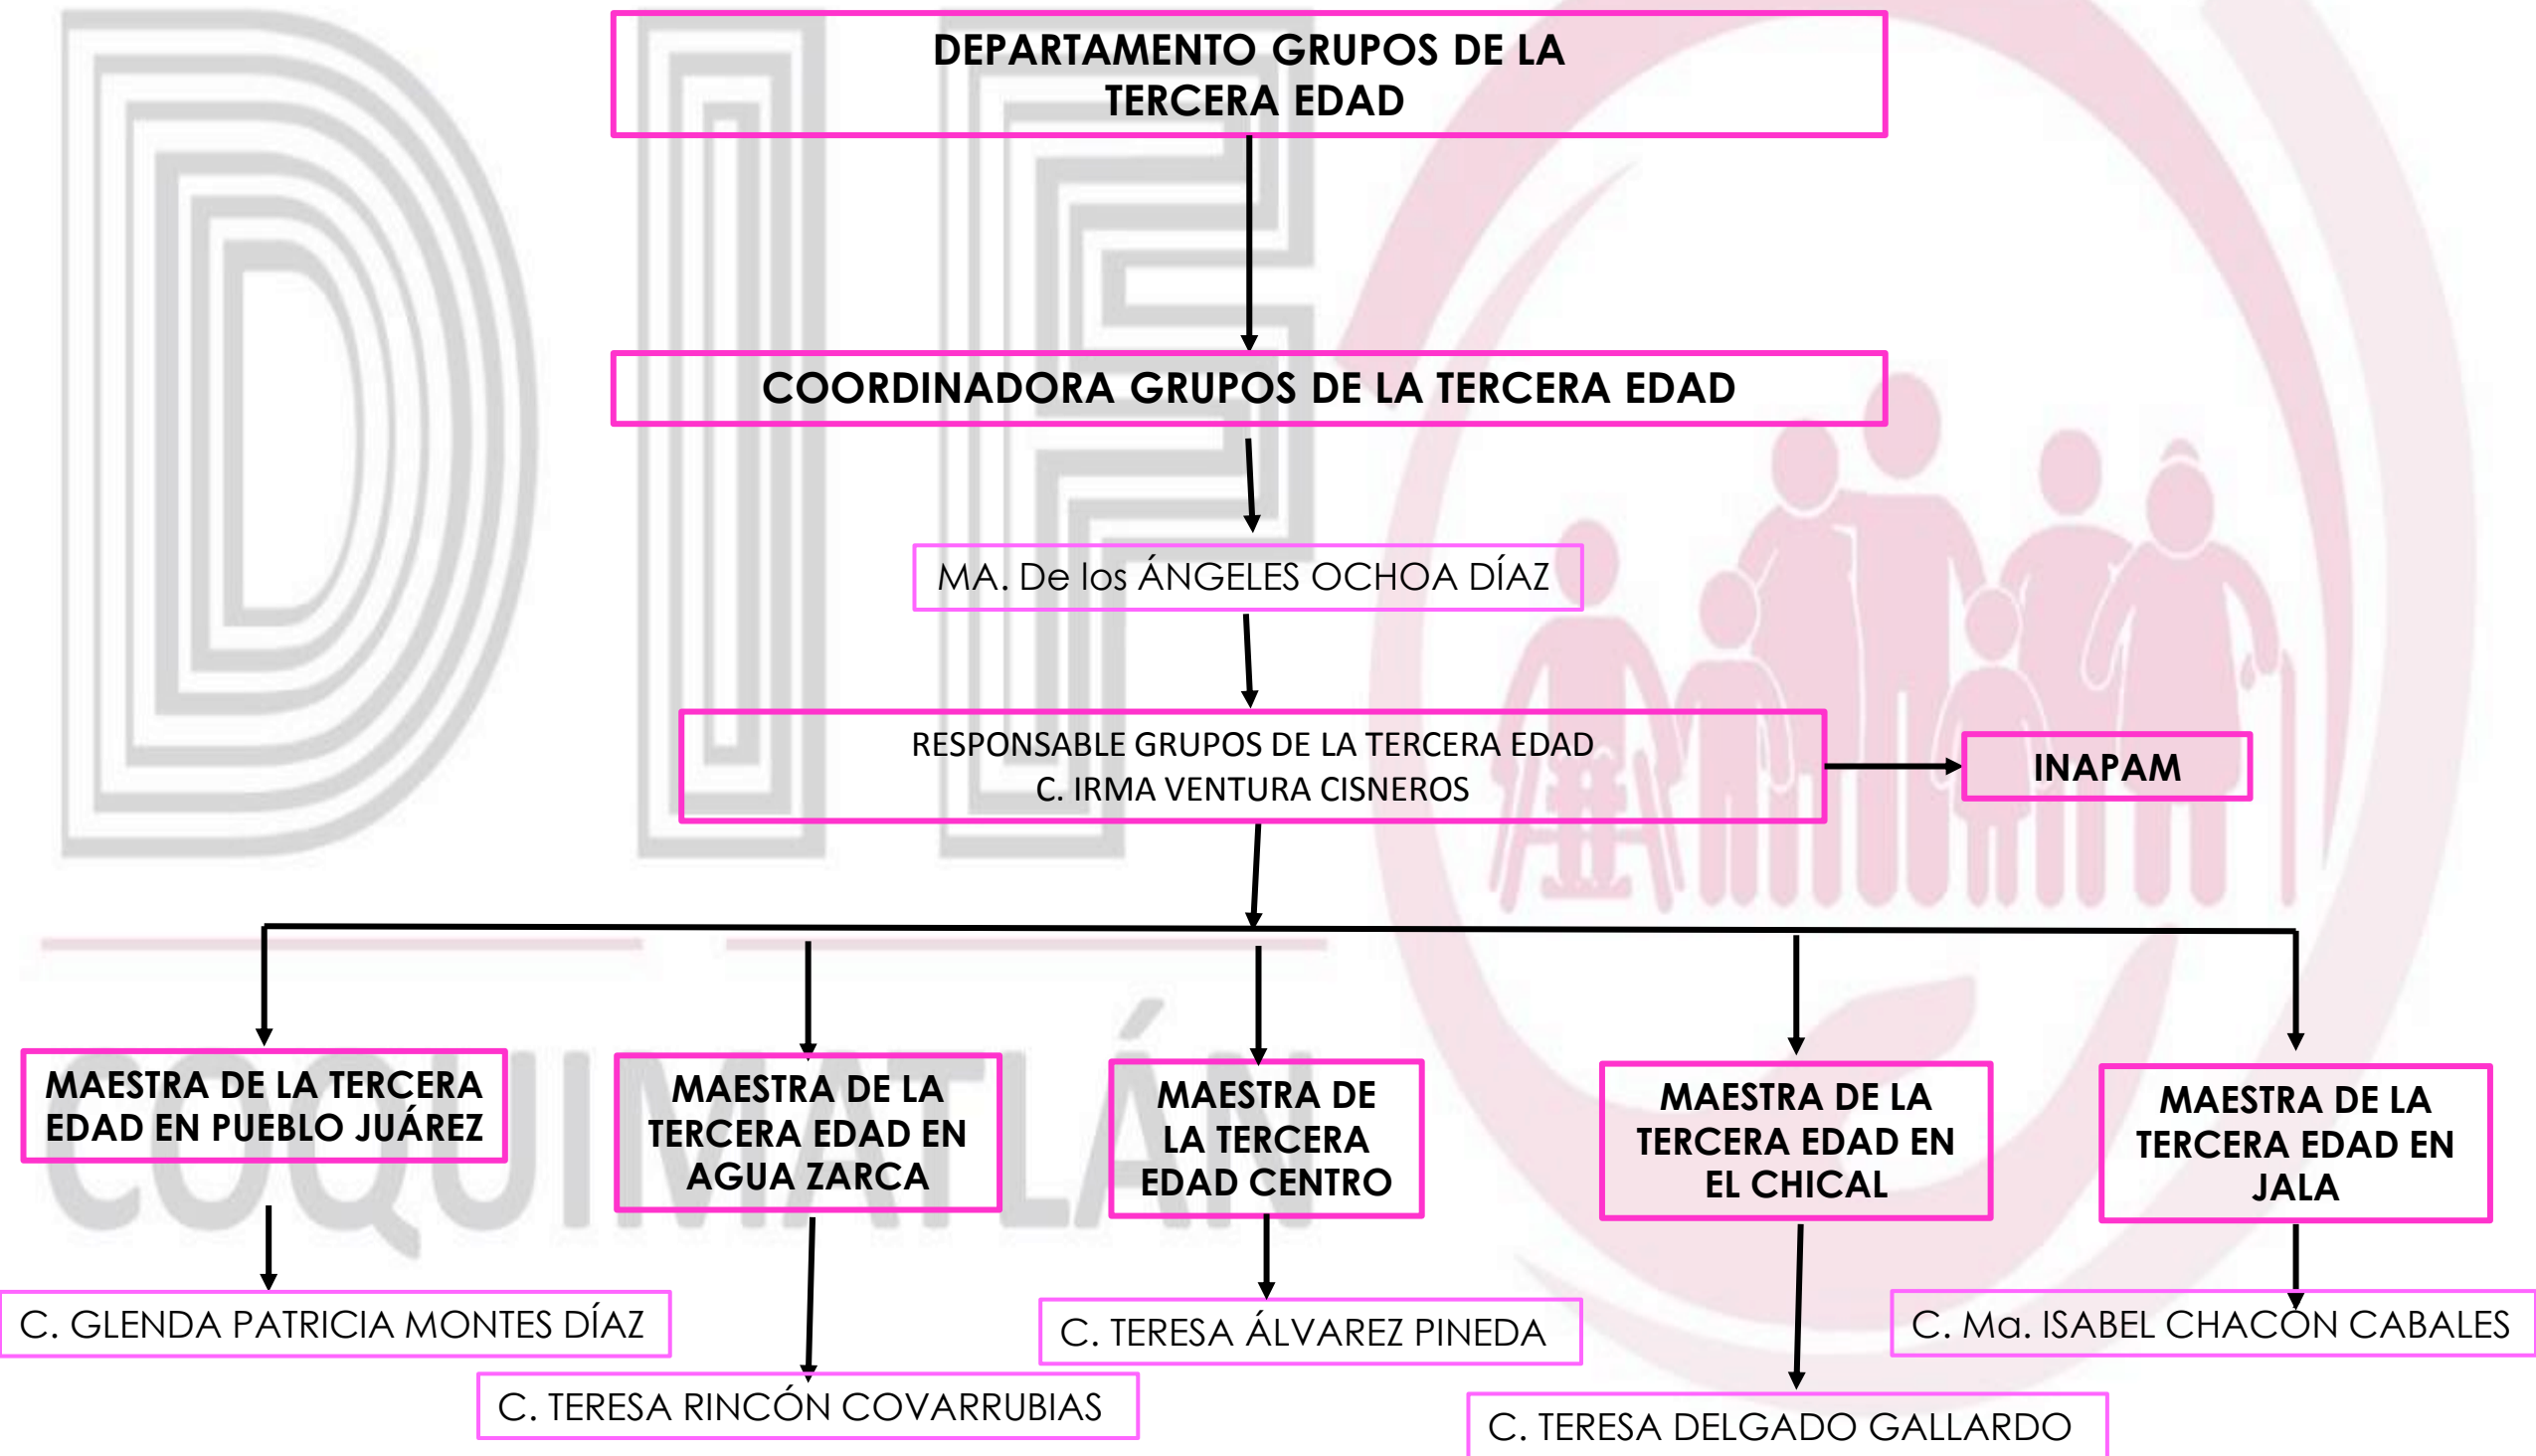 DIF
COQUIMATLÁN
DEPARTAMENTO GRUPOS DE LA
TERCERA EDAD
COORDINADORA GRUPOS DE LA TERCERA EDAD
MA. De los ÁNGELES OCHOA DÍAZ
RESPONSABLE GRUPOS DE LA TERCERA EDAD
C. IRMA VENTURA CISNEROS
INAPAM
MAESTRA DE LA TERCERA
EDAD EN PUEBLO JUÁREZ
C. GLENDA PATRICIA MONTES DÍAZ
MAESTRA DE LA
TERCERA EDAD EN
AGUA ZARCA
C. TERESA RINCÓN COVARRUBIAS
MAESTRA DE
LA TERCERA
EDAD CENTRO
C. TERESA ÁLVAREZ PINEDA
MAESTRA DE LA
TERCERA EDAD EN
EL CHICAL
C. TERESA DELGADO GALLARDO
MAESTRA DE LA
TERCERA EDAD EN
JALA
C. Ma. ISABEL CHACÓN CABALES